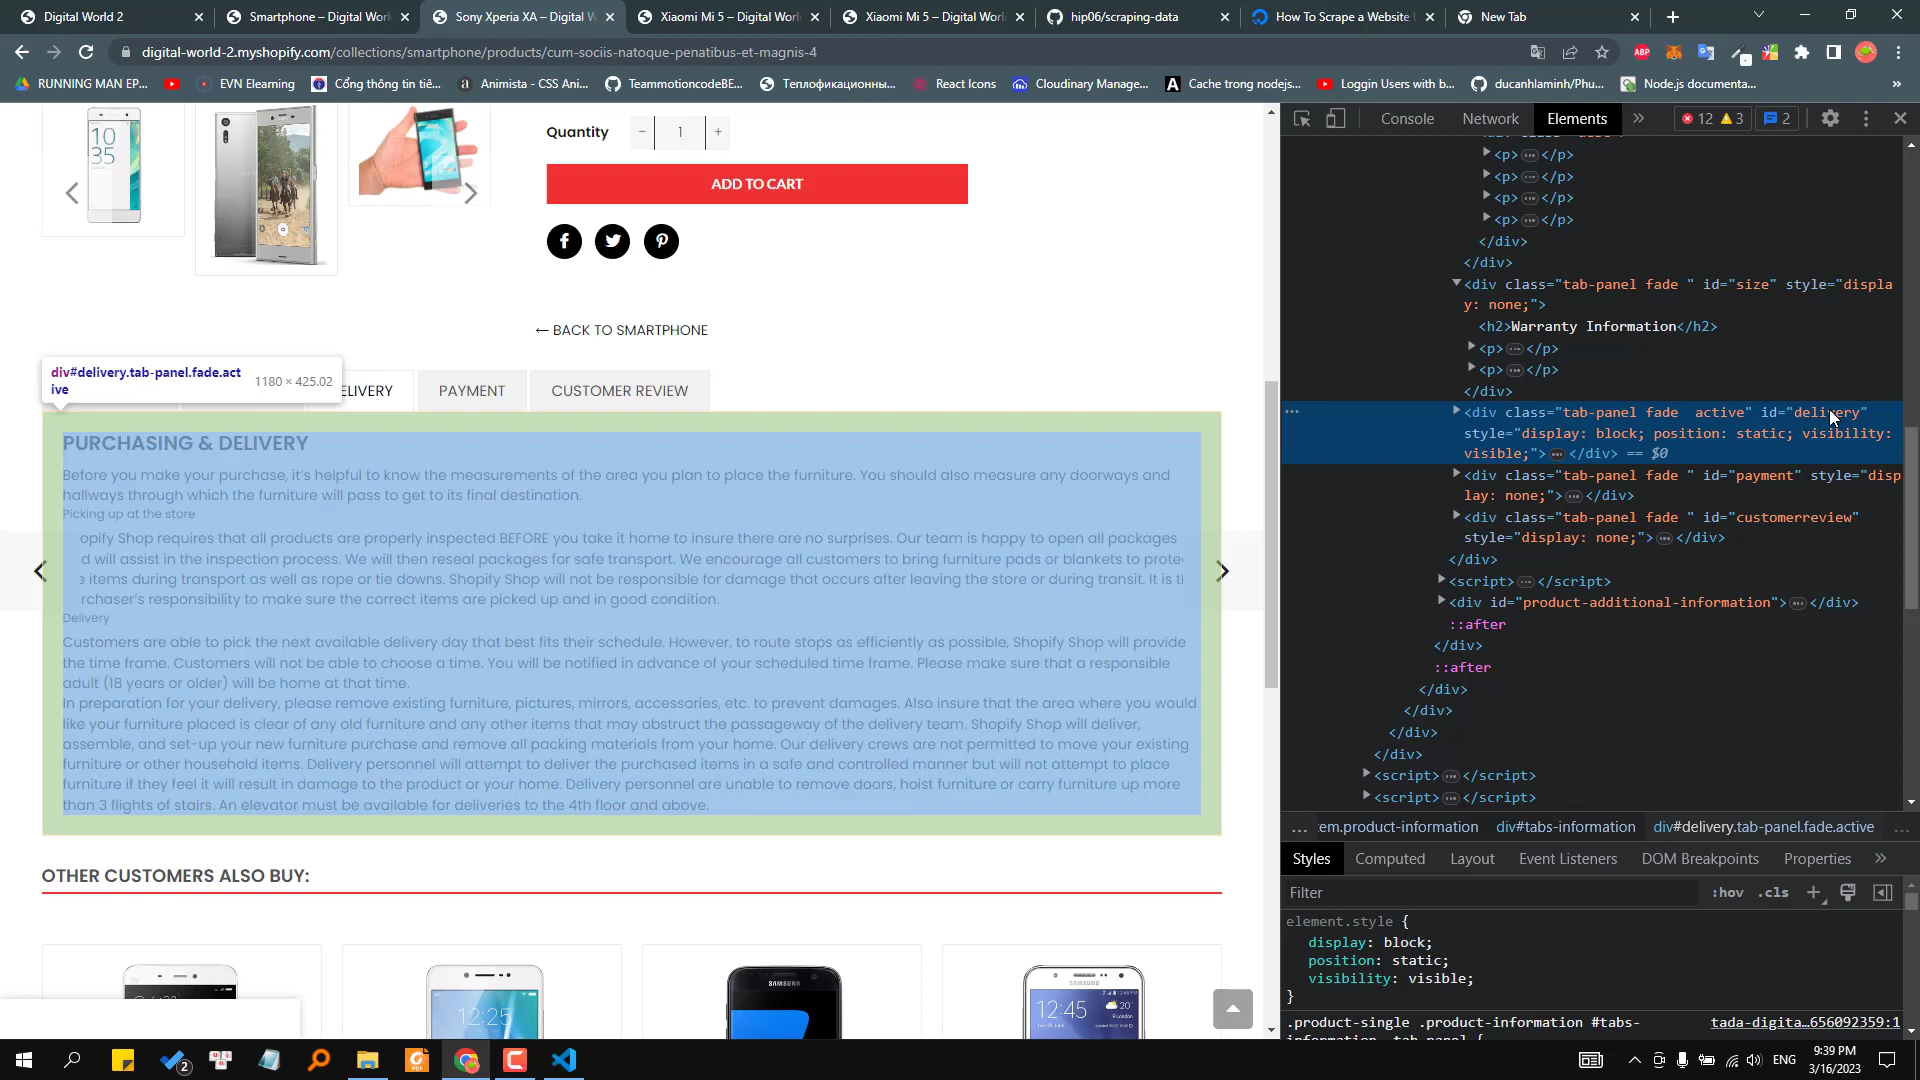 Digital World 2
Smartphone – Digital Worl
Sony Xperia XA – Digital W
Xiaomi Mi 5 – Digital World
Xiaomi Mi 5 – Digital World
hip06/scraping-data
How To Scrape a Website
New Tab
digital-world-2.myshopify.com/collections/smartphone/products/cum-sociis-natoque-penatibus-et-magnis-4
RUNNING MAN EP...
EVN Elearning
Cổng thông tin tiê...
Animista - CSS Ani...
TeammotioncodeBE...
Теплофикационны...
React Icons
Cloudinary Manage...
Cache trong nodejs...
Loggin Users with b...
ducanhlaminh/Phu...
Node.js documenta...
Quantity
− 1 +
ADD TO CART
← BACK TO SMARTPHONE
div#delivery.tab-panel.fade.act
ive
1180 × 425.02
ELIVERY
PAYMENT
CUSTOMER REVIEW
PURCHASING & DELIVERY
Before you make your purchase, it’s helpful to know the measurements of the area you plan to place the furniture. You should also measure any doorways and
hallways through which the furniture will pass to get to its final destination.
Picking up at the store
opify Shop requires that all products are properly inspected BEFORE you take it home to insure there are no surprises. Our team is happy to open all packages
d will assist in the inspection process. We will then reseal packages for safe transport. We encourage all customers to bring furniture pads or blankets to prote
e items during transport as well as rope or tie downs. Shopify Shop will not be responsible for damage that occurs after leaving the store or during transit. It is tl
rchaser’s responsibility to make sure the correct items are picked up and in good condition.
Delivery
Customers are able to pick the next available delivery day that best fits their schedule. However, to route stops as efficiently as possible, Shopify Shop will provide
the time frame. Customers will not be able to choose a time. You will be notified in advance of your scheduled time frame. Please make sure that a responsible
adult (18 years or older) will be home at that time.
In preparation for your delivery, please remove existing furniture, pictures, mirrors, accessories, etc. to prevent damages. Also insure that the area where you would
like your furniture placed is clear of any old furniture and any other items that may obstruct the passageway of the delivery team. Shopify Shop will deliver,
assemble, and set-up your new furniture purchase and remove all packing materials from your home. Our delivery crews are not permitted to move your existing
furniture or other household items. Delivery personnel will attempt to deliver the purchased items in a safe and controlled manner but will not attempt to place
furniture if they feel it will result in damage to the product or your home. Delivery personnel are unable to remove doors, hoist furniture or carry furniture up more
than 3 flights of stairs. An elevator must be available for deliveries to the 4th floor and above.
OTHER CUSTOMERS ALSO BUY:
12:25
SAMSUNG
SAMSUNG
12:45
20°
Console
Network
Elements
12
3
2
<p>…</p>
<p>…</p>
<p>…</p>
<p>…</p>
</div>
</div>
<div class="tab-panel fade " id="size" style="displa
y: none;">
<h2>Warranty Information</h2>
<p>…</p>
<p>…</p>
</div>
<div class="tab-panel fade  active" id="delivery"
style="display: block; position: static; visibility:
visible;">…</div> == $0
<div class="tab-panel fade " id="payment" style="disp
lay: none;">…</div>
<div class="tab-panel fade " id="customerreview"
style="display: none;">…</div>
</div>
<script>…</script>
<div id="product-additional-information">…</div>
::after
</div>
::after
</div>
</div>
</div>
</div>
<script>…</script>
<script>…</script>
...
em.product-information
div#tabs-information
div#delivery.tab-panel.fade.active
...
Styles
Computed
Layout
Event Listeners
DOM Breakpoints
Properties
Filter
:hov
.cls
element.style {
display: block;
position: static;
visibility: visible;
}
.product-single .product-information #tabs-
tada-digita…656092359:1
2
ENG
9:39 PM
3/16/2023